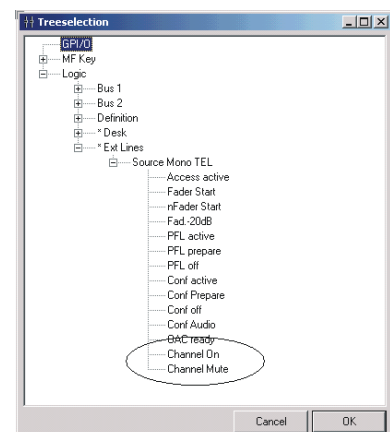 Treeselection
GPI/O
MF Key
Logic
Bus 1
Bus 2
Definition
* Desk
* Ext Lines
Source Mono TEL
Access active
Fader Start
nFader Start
Fad.-20dB
PFL active
PFL prepare
PFL off
Conf active
Conf Prepare
Conf off
Conf Audio
OAC ready
Channel On
Channel Mute
Cancel OK